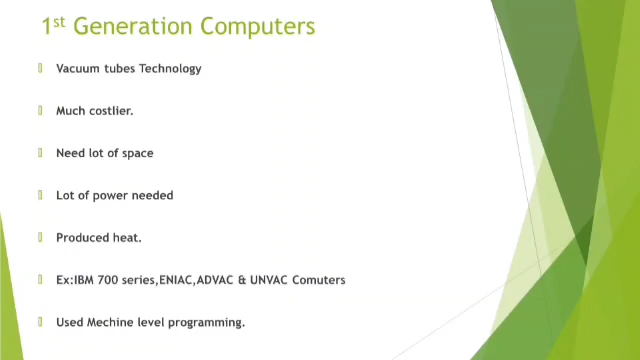 1st Generation Computers
Vacuum tubes Technology
Much costlier.
Need lot of space
Lot of power needed
Produced heat.
Ex:IBM 700 series,ENIAC,ADVAC & UNVAC Comuters
Used Mechine level programming.